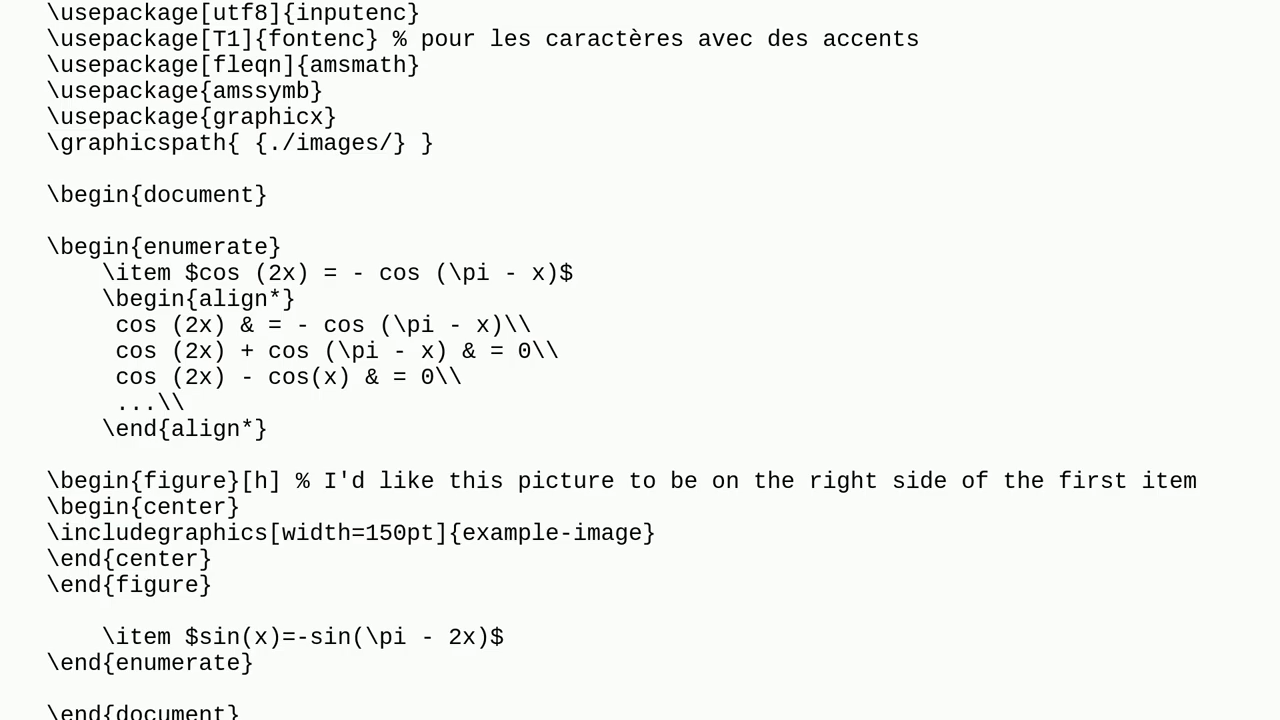 \usepackage[utf8]{inputenc}
\usepackage[T1]{fontenc} % pour les caractères avec des accents
\usepackage[fleqn]{amsmath}
\usepackage{amssymb}
\usepackage{graphicx}
\graphicspath{ {./images/} }

\begin{document}

\begin{enumerate}
    \item $cos (2x) = - cos (\pi - x)$
    \begin{align*}
     cos (2x) & = - cos (\pi - x)\\
     cos (2x) + cos (\pi - x) & = 0\\
     cos (2x) - cos(x) & = 0\\
     ...\\
    \end{align*}

\begin{figure}[h] % I'd like this picture to be on the right side of the first item
\begin{center}
\includegraphics[width=150pt]{example-image}
\end{center}
\end{figure}

    \item $sin(x)=-sin(\pi - 2x)$
\end{enumerate}

\end{document}